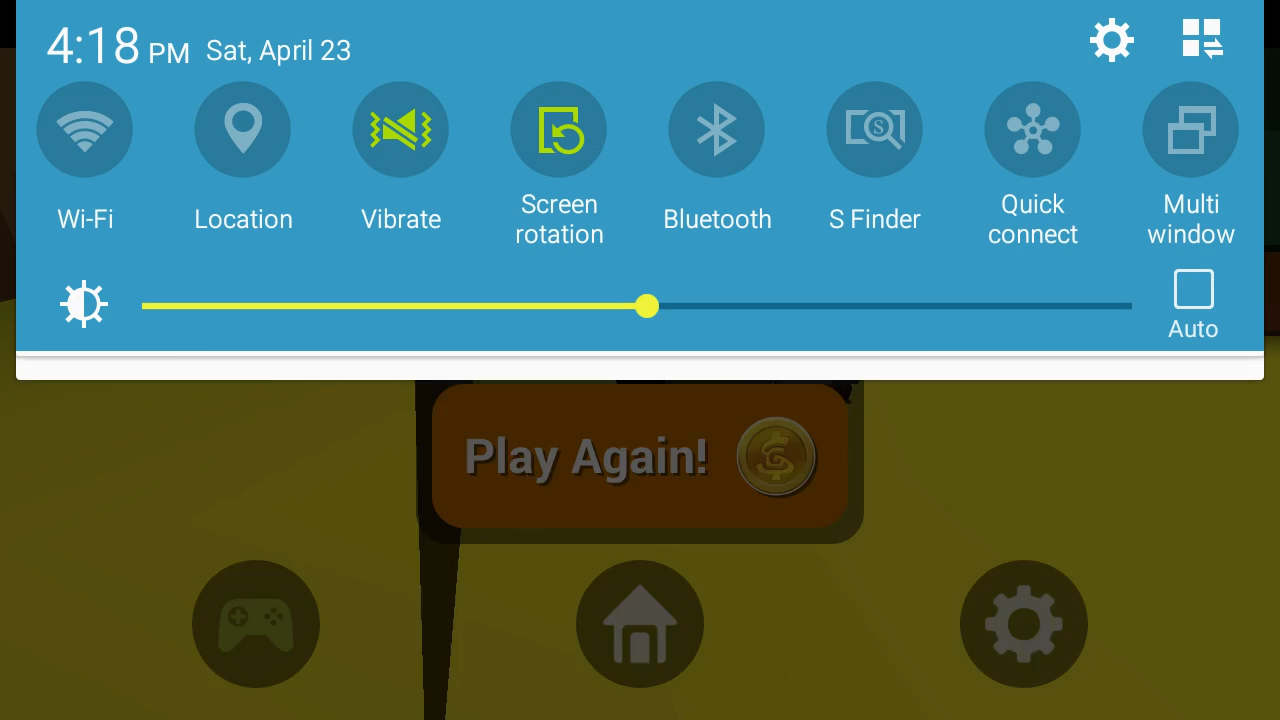 4:18 PM Sat, April 23
Wi-Fi
Location
Vibrate
Screen
rotation
Bluetooth
S Finder
Quick
connect
Multi
window
Auto
Play Again!